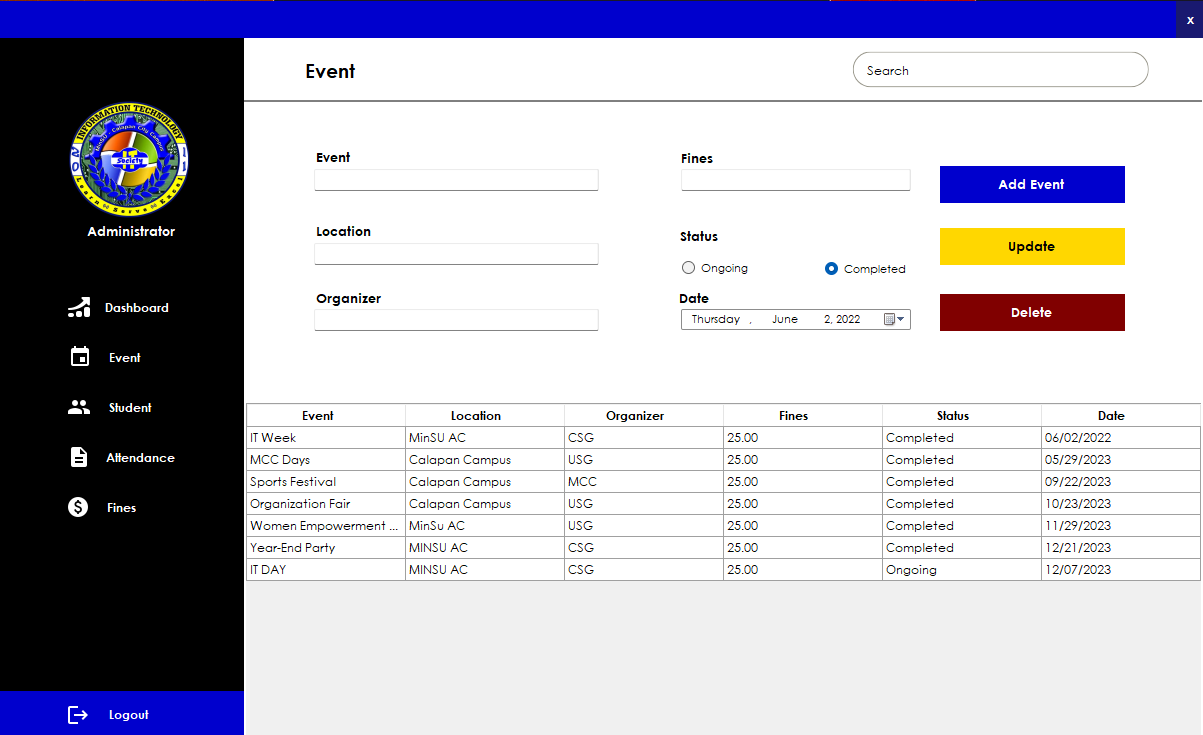 x
Event
Search
INFORMATION TECHNOLOGY
MinSU - Calapan City Campus
IT
Society
Learn Serve Excel
Administrator
Dashboard
Event
Student
Attendance
Fines
Logout
Event
Fines
Add Event
Location
Status
Update
Ongoing Completed
Organizer
Date
Thursday , June 2, 2022
Delete
Event Location Organizer Fines Status Date
IT Week MinSU AC CSG 25.00 Completed 06/02/2022
MCC Days Calapan Campus USG 25.00 Completed 05/29/2023
Sports Festival Calapan Campus MCC 25.00 Completed 09/22/2023
Organization Fair Calapan Campus USG 25.00 Completed 10/23/2023
Women Empowerment ... MinSu AC USG 25.00 Completed 11/29/2023
Year-End Party MINSU AC CSG 25.00 Completed 12/21/2023
IT DAY MINSU AC CSG 25.00 Ongoing 12/07/2023